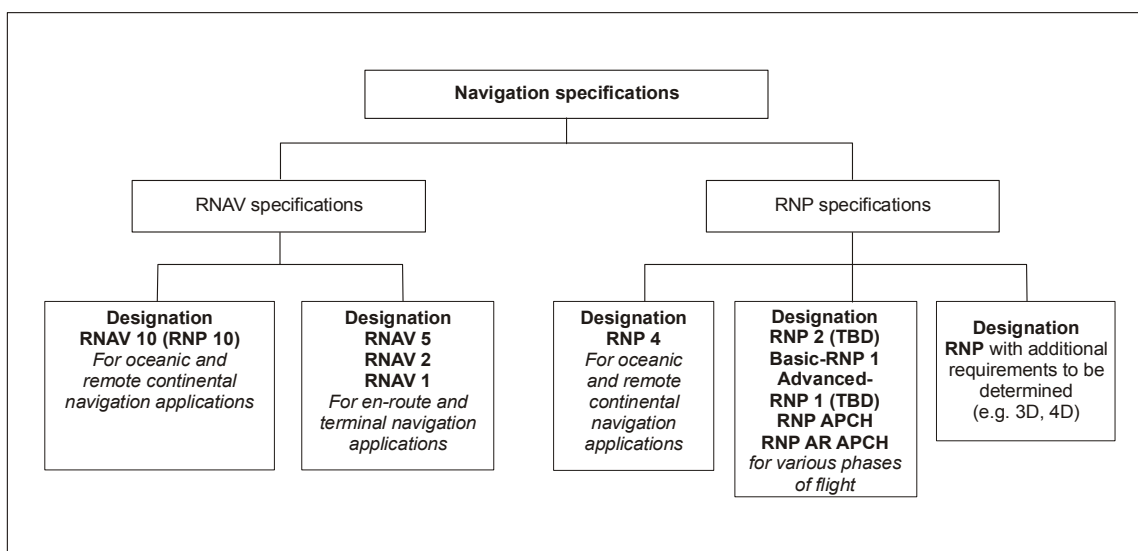 Navigation specifications
RNAV specifications
RNP specifications
Designation
RNAV 10 (RNP 10)
For oceanic and
remote continental
navigation applications
Designation
RNAV 5
RNAV 2
RNAV 1
For en-route and
terminal navigation
applications
Designation
RNP 4
For oceanic
and remote
continental
navigation
applications
Designation
RNP 2 (TBD)
Basic-RNP 1
Advanced-
RNP 1 (TBD)
RNP APCH
RNP AR APCH
for various phases
of flight
Designation
RNP with additional
requirements to be
determined
(e.g. 3D, 4D)